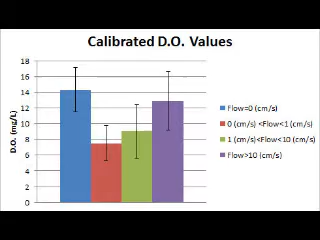 Calibrated D.O. Values
18
16
14
12
10
8
6
4
2
0
D.O. (mg/L)
Flow=0 (cm/s)
0 (cm/s) <Flow<1 (cm/s)
1 (cm/s)<Flow<10 (cm/s)
Flow>10 (cm/s)